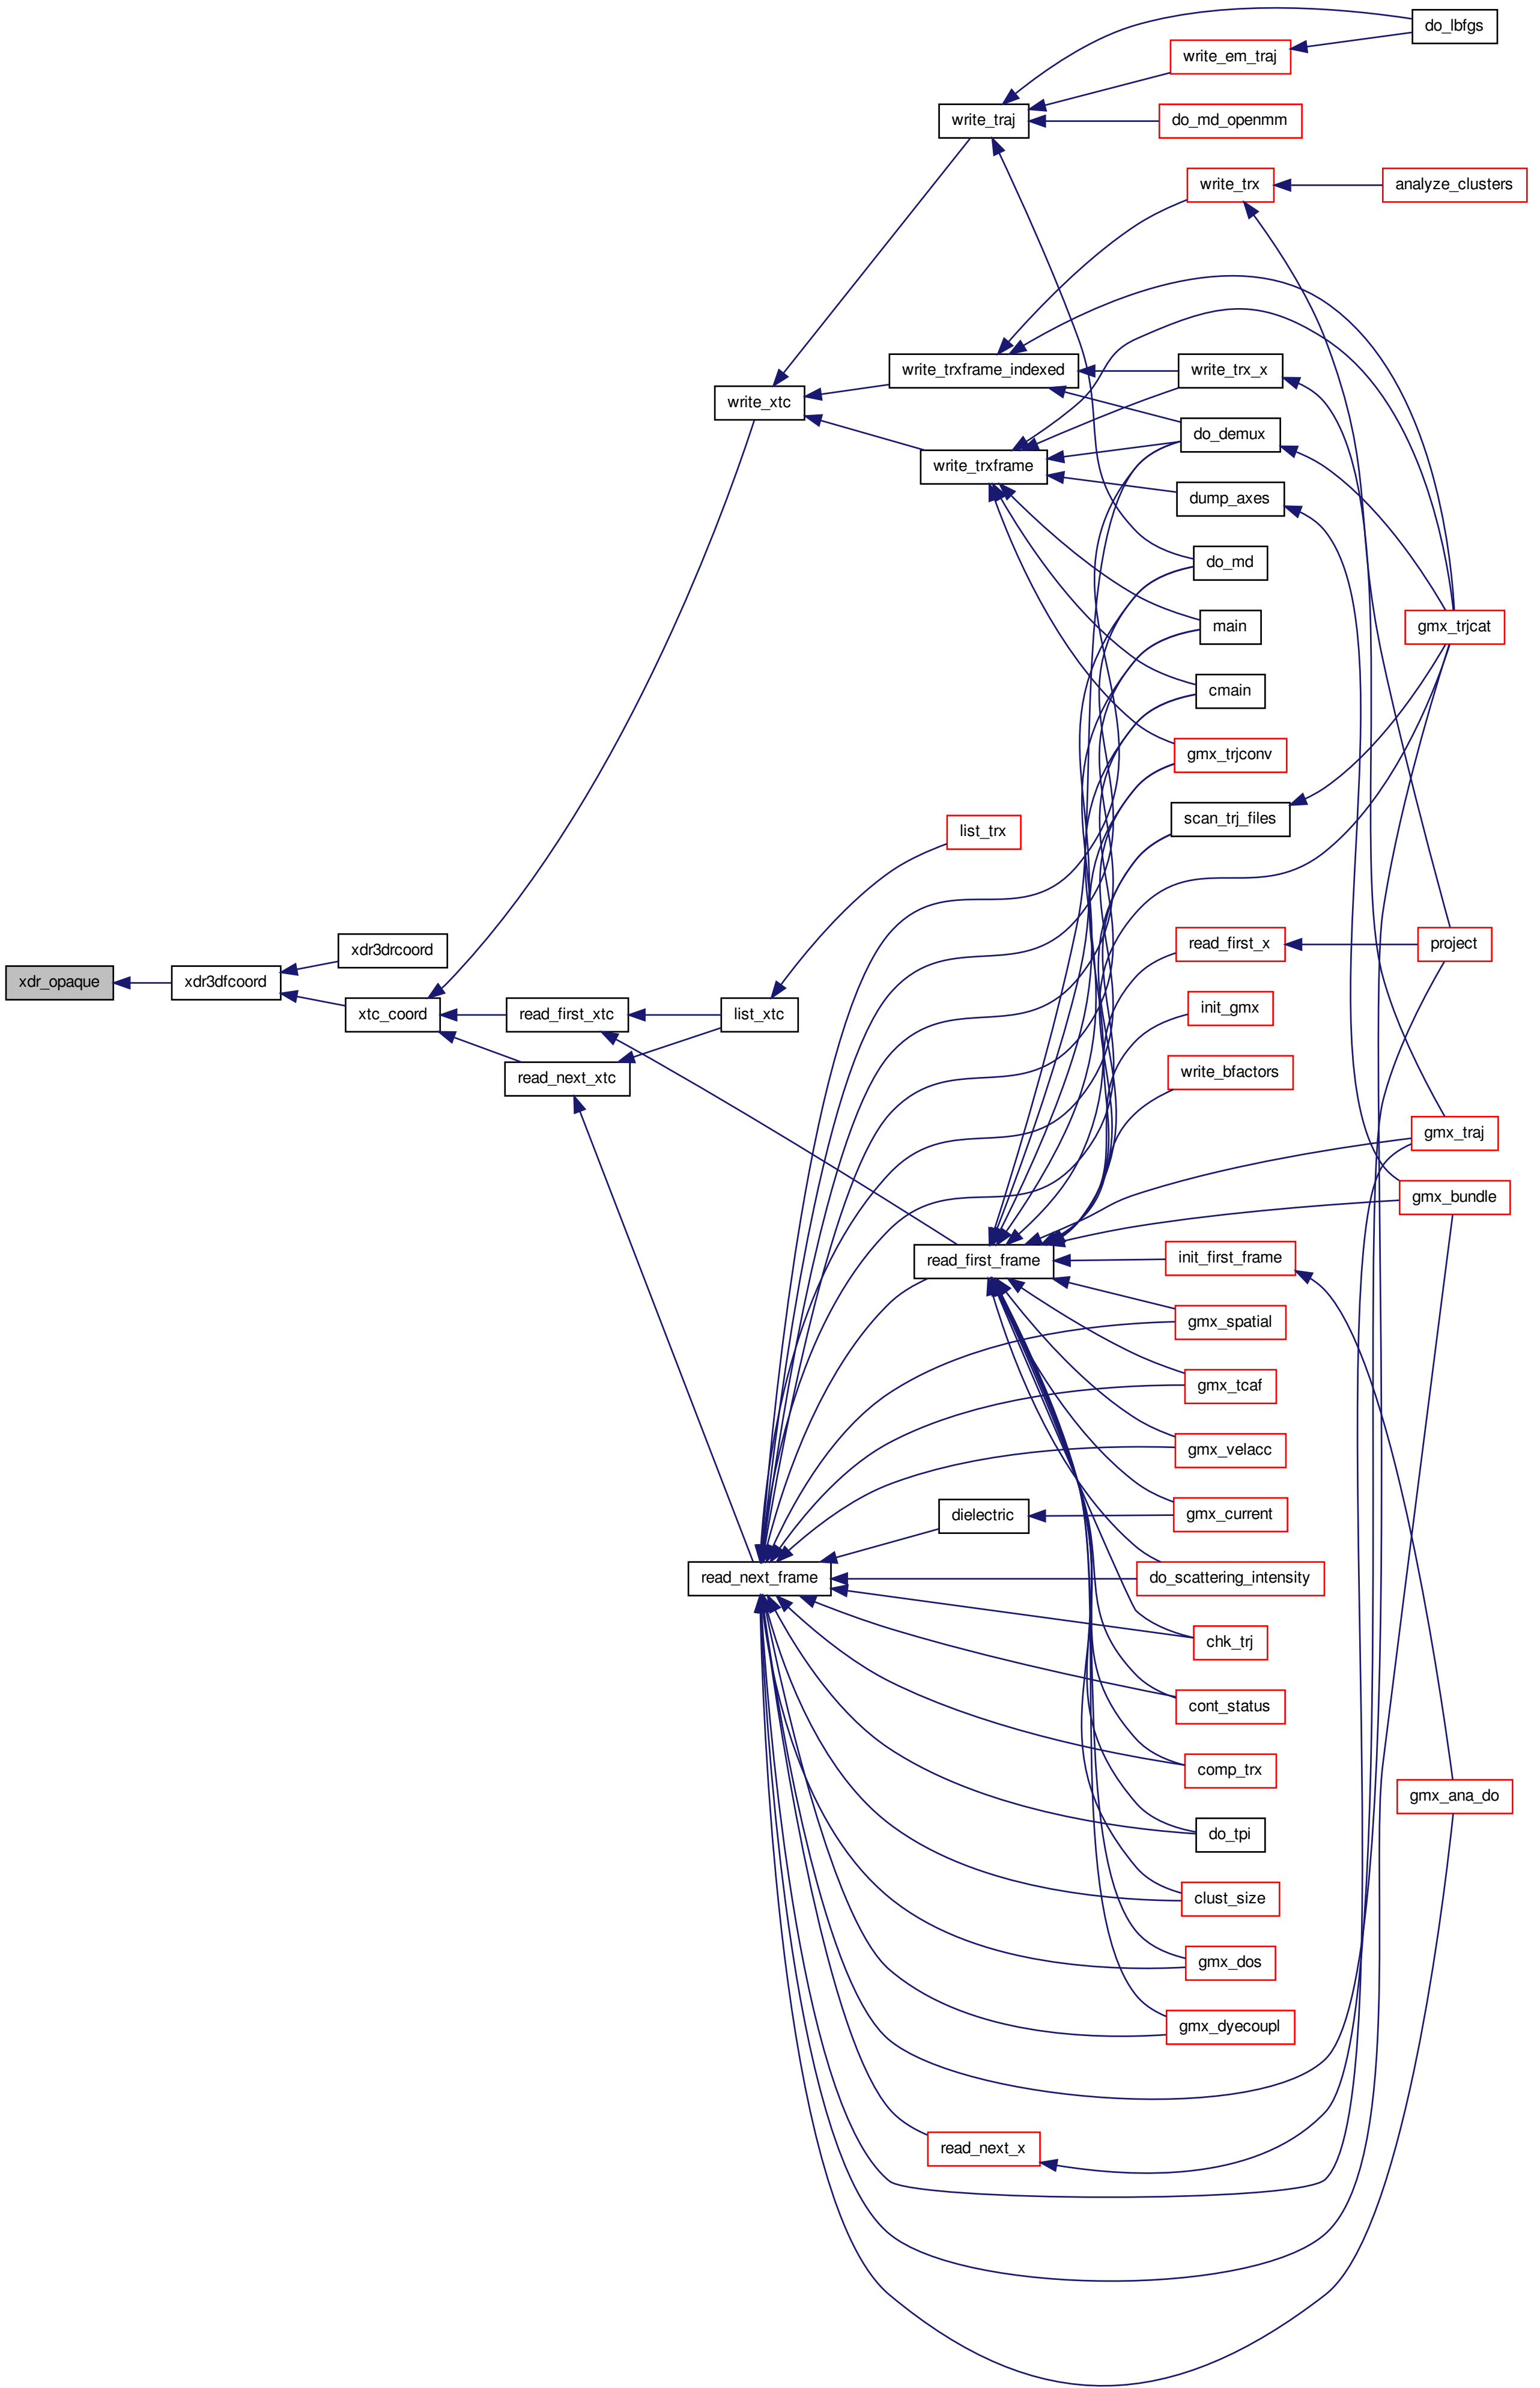 do_lbfgs
write_em_traj
write_traj
do_md_openmm
write_trx
analyze_clusters
write_trxframe_indexed
write_trx_x
write_xtc
do_demux
write_trxframe
dump_axes
do_md
main
gmx_trjcat
cmain
gmx_trjconv
scan_trj_files
list_trx
xdr3drcoord
read_first_x
project
xdr_opaque
xdr3dfcoord
xtc_coord
read_first_xtc
list_xtc
init_gmx
read_next_xtc
write_bfactors
gmx_traj
gmx_bundle
read_first_frame
init_first_frame
gmx_spatial
gmx_tcaf
gmx_velacc
dielectric
gmx_current
read_next_frame
do_scattering_intensity
chk_trj
cont_status
comp_trx
gmx_ana_do
do_tpi
clust_size
gmx_dos
gmx_dyecoupl
read_next_x